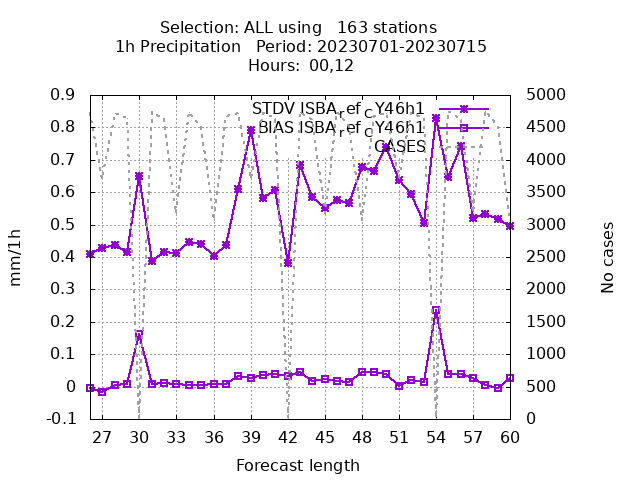 Selection: ALL using   163 stations
1h Precipitation   Period: 20230701-20230715
Hours:  00,12
STDV ISBA_ref_CY46h1
BIAS ISBA_ref_CY46h1
CASES
mm/1h
No cases
0.9
0.8
0.7
0.6
0.5
0.4
0.3
0.2
0.1
0
-0.1
5000
4500
4000
3500
3000
2500
2000
1500
1000
500
0
27 30 33 36 39 42 45 48 51 54 57 60
Forecast length